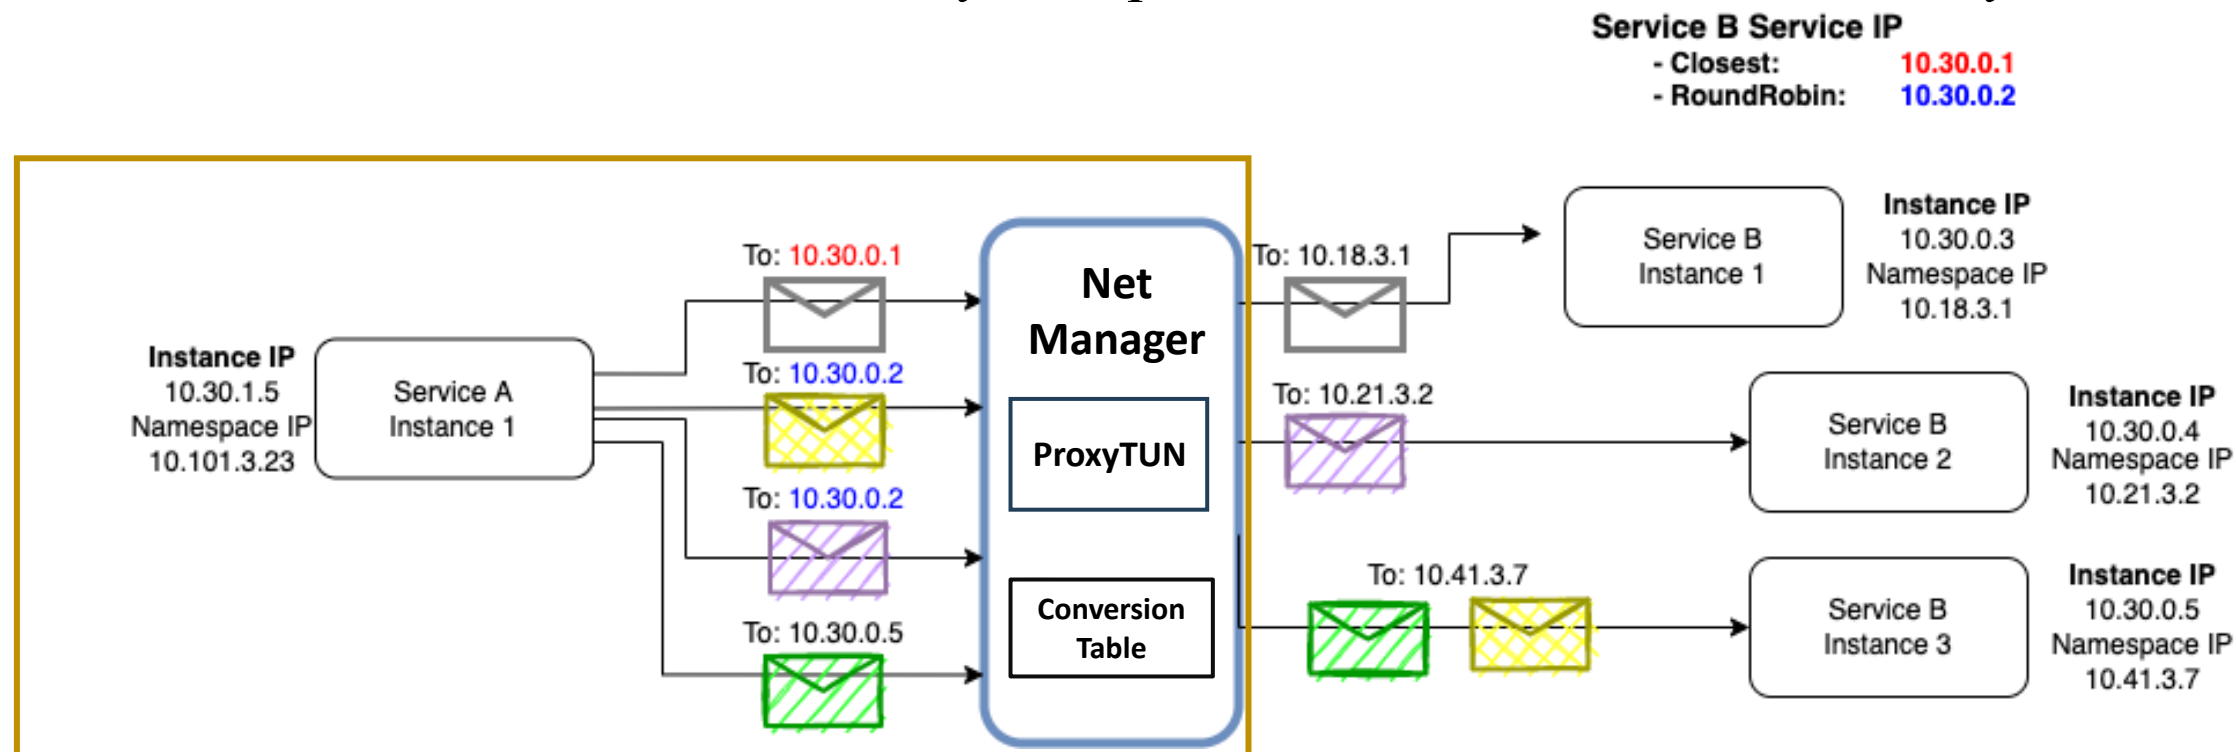 Service B Service IP
- Closest: 10.30.0.1
- RoundRobin: 10.30.0.2
Instance IP
10.30.1.5
Namespace IP
10.101.3.23
Service A
Instance 1
To: 10.30.0.1
To: 10.30.0.2
To: 10.30.0.2
To: 10.30.0.5
Net
Manager
ProxyTUN
Conversion
Table
To: 10.18.3.1
To: 10.21.3.2
To: 10.41.3.7
Service B
Instance 1
Instance IP
10.30.0.3
Namespace IP
10.18.3.1
Service B
Instance 2
Instance IP
10.30.0.4
Namespace IP
10.21.3.2
Service B
Instance 3
Instance IP
10.30.0.5
Namespace IP
10.41.3.7